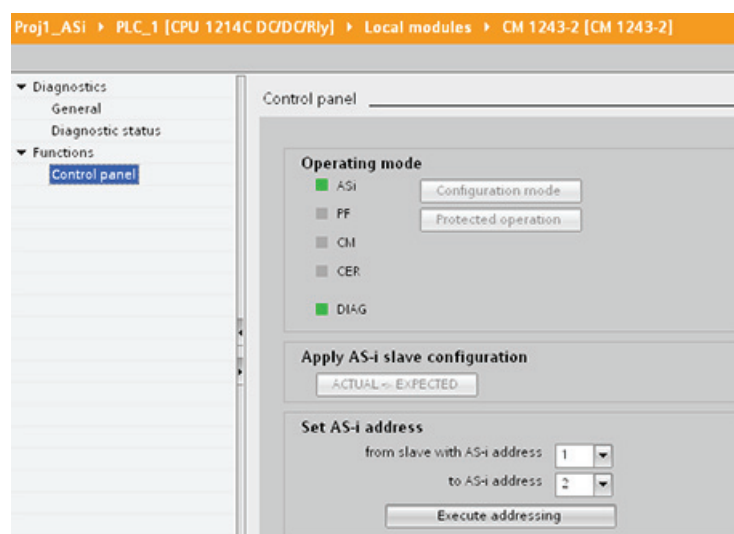 Proj1_ASi ▸ PLC_1 [CPU 1214C DC/DC/Rly] ▸ Local modules ▸ CM 1243-2 [CM 1243-2]
Diagnostics
General
Diagnostic status
Functions
Control panel
Control panel
Operating mode
ASi
Configuration mode
PF
Protected operation
CM
CER
DIAG
Apply AS-i slave configuration
ACTUAL -> EXPECTED
Set AS-i address
from slave with AS-i address 1
to AS-i address 2
Execute addressing